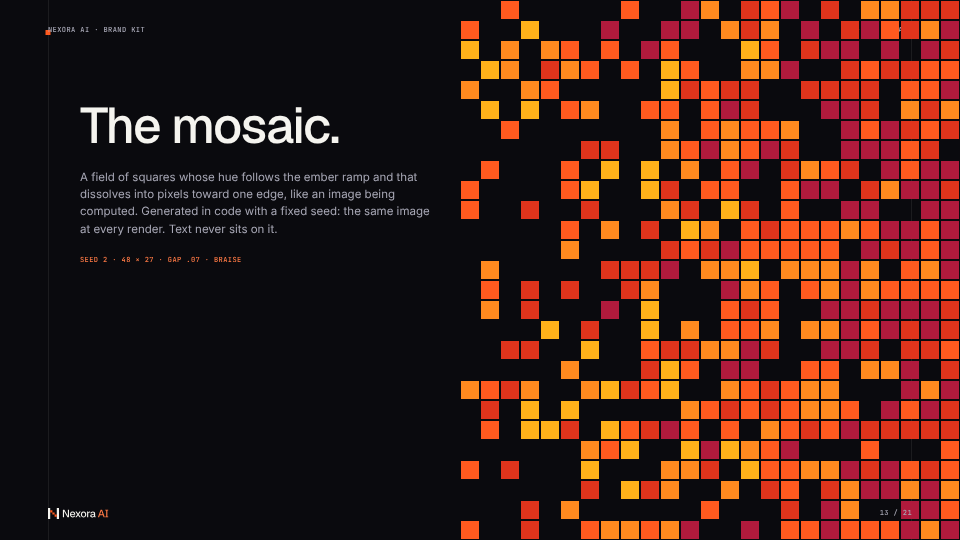 NEXORA AI · BRAND KIT
The mosaic.
A field of squares whose hue follows the ember ramp and that
dissolves into pixels toward one edge, like an image being
computed. Generated in code with a fixed seed: the same image
at every render. Text never sits on it.
SEED 2 · 48 × 27 · GAP .07 · BRAISE
Nexora AI
13 / 21